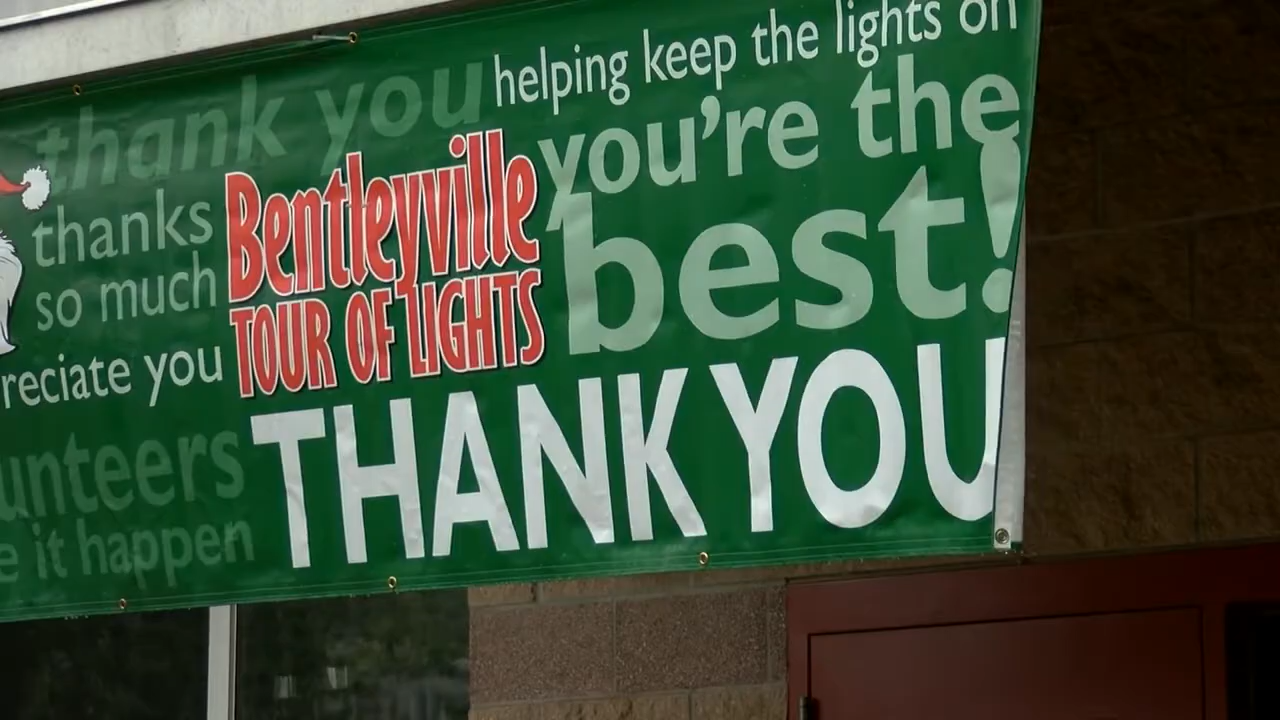 thank you
helping keep the lights on
thanks
so much
reciate you
Bentleyville
TOUR OF LIGHTS
you're the
best!
THANK YOU
unteers
e it happen